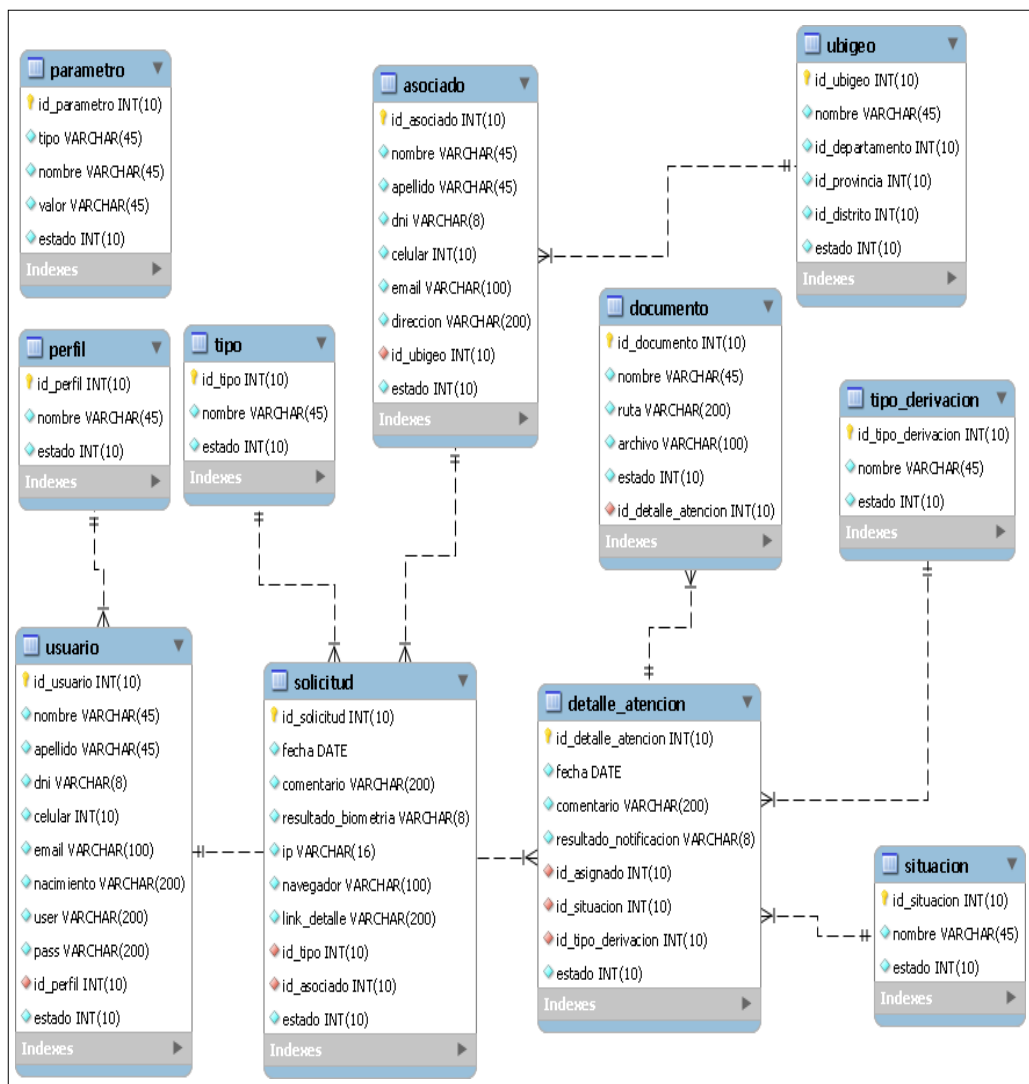 parametro
id_parametro INT(10)
tipo VARCHAR(45)
nombre VARCHAR(45)
valor VARCHAR(45)
estado INT(10)
Indexes
asociado
id_asociado INT(10)
nombre VARCHAR(45)
apellido VARCHAR(45)
dni VARCHAR(8)
celular INT(10)
email VARCHAR(100)
direccion VARCHAR(200)
id_ubigeo INT(10)
estado INT(10)
Indexes
ubigeo
id_ubigeo INT(10)
nombre VARCHAR(45)
id_departamento INT(10)
id_provincia INT(10)
id_distrito INT(10)
estado INT(10)
Indexes
perfil
id_perfil INT(10)
nombre VARCHAR(45)
estado INT(10)
Indexes
tipo
id_tipo INT(10)
nombre VARCHAR(45)
estado INT(10)
Indexes
documento
id_documento INT(10)
nombre VARCHAR(45)
ruta VARCHAR(200)
archivo VARCHAR(100)
estado INT(10)
id_detalle_atencion INT(10)
Indexes
tipo_derivacion
id_tipo_derivacion INT(10)
nombre VARCHAR(45)
estado INT(10)
Indexes
usuario
id_usuario INT(10)
nombre VARCHAR(45)
apellido VARCHAR(45)
dni VARCHAR(8)
celular INT(10)
email VARCHAR(100)
nacimiento VARCHAR(200)
user VARCHAR(200)
pass VARCHAR(200)
id_perfil INT(10)
estado INT(10)
Indexes
solicitud
id_solicitud INT(10)
fecha DATE
comentario VARCHAR(200)
resultado_biometria VARCHAR(8)
ip VARCHAR(16)
navegador VARCHAR(100)
link_detalle VARCHAR(200)
id_tipo INT(10)
id_asociado INT(10)
estado INT(10)
Indexes
detalle_atencion
id_detalle_atencion INT(10)
fecha DATE
comentario VARCHAR(200)
resultado_notificacion VARCHAR(8)
id_asignado INT(10)
id_situacion INT(10)
id_tipo_derivacion INT(10)
estado INT(10)
Indexes
situacion
id_situacion INT(10)
nombre VARCHAR(45)
estado INT(10)
Indexes